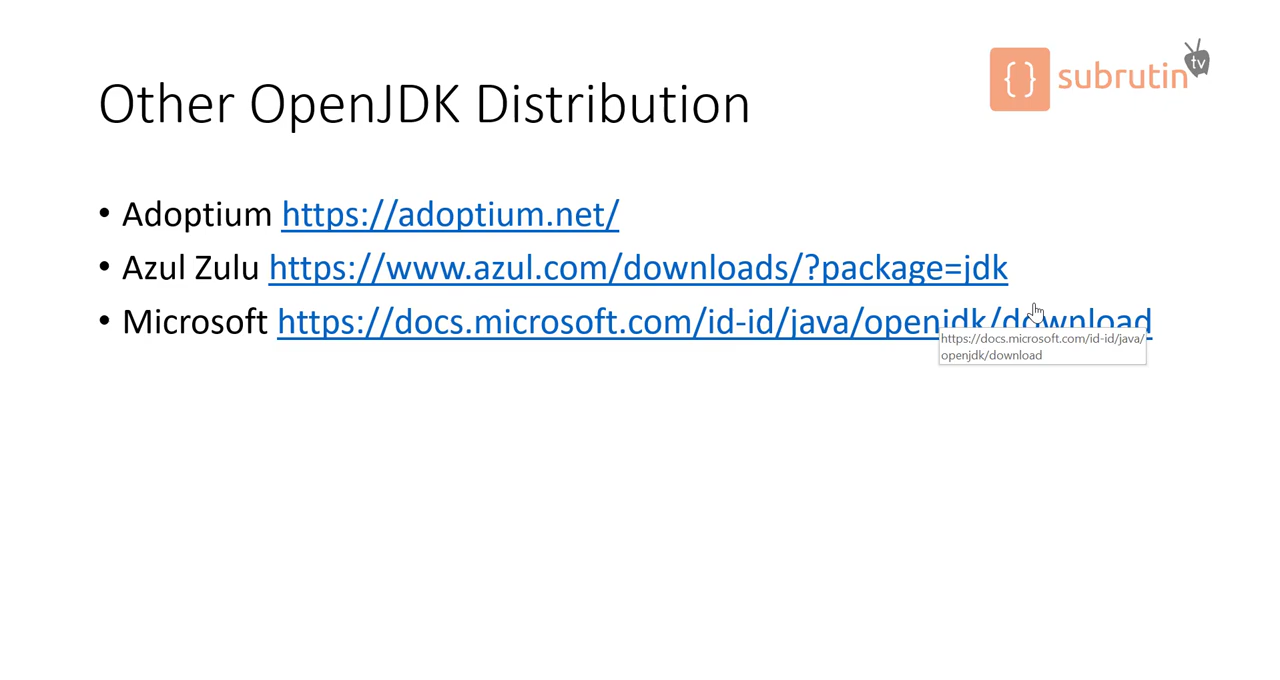 { } subrutin tv
Other OpenJDK Distribution
• Adoptium https://adoptium.net/
• Azul Zulu https://www.azul.com/downloads/?package=jdk
• Microsoft https://docs.microsoft.com/id-id/java/openjdk/download
https://docs.microsoft.com/id-id/java/
openjdk/download